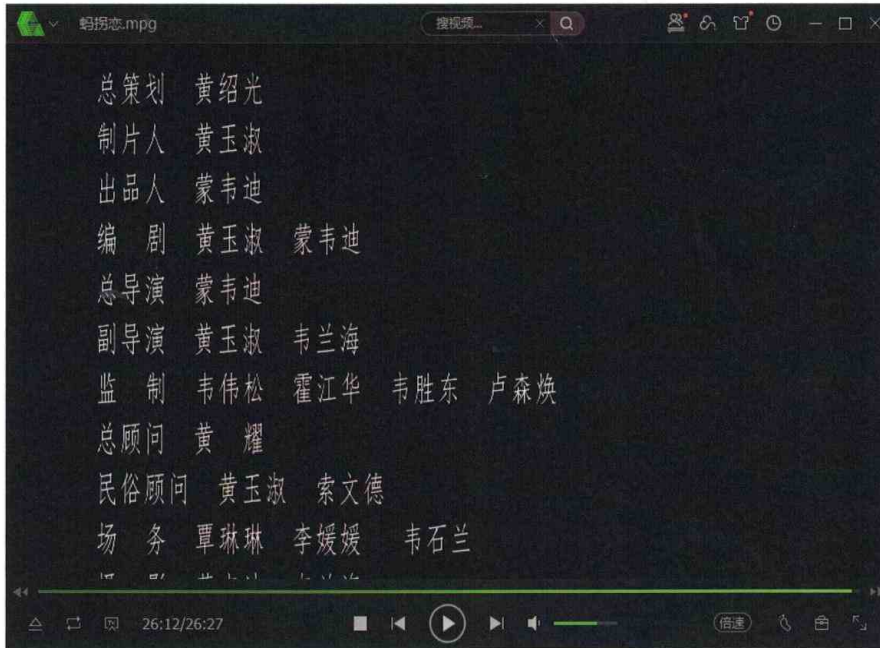 蚂拐恋.mpg
搜视频...
总策划 黄绍光
制片人 黄玉淑
出品人 蒙韦迪
编 剧 黄玉淑 蒙韦迪
总导演 蒙韦迪
副导演 黄玉淑 韦兰海
监 制 韦伟松 霍江华 韦胜东 卢森焕
总顾问 黄 耀
民俗顾问 黄玉淑 索文德
场 务 覃琳琳 李媛媛 韦石兰
26:12/26:27
倍速